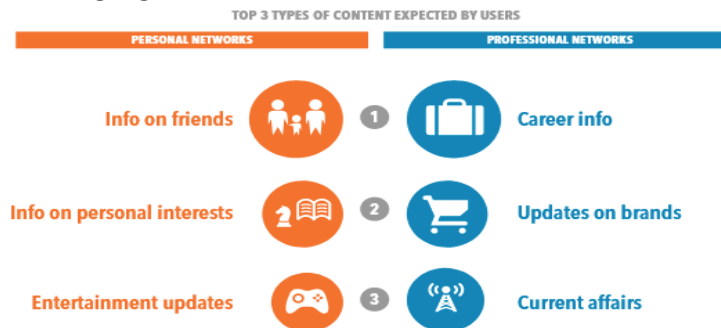 TOP 3 TYPES OF CONTENT EXPECTED BY USERS
PERSONAL NETWORKS
PROFESSIONAL NETWORKS
Info on friends
1
Career info
Info on personal interests
2
Updates on brands
Entertainment updates
3
Current affairs